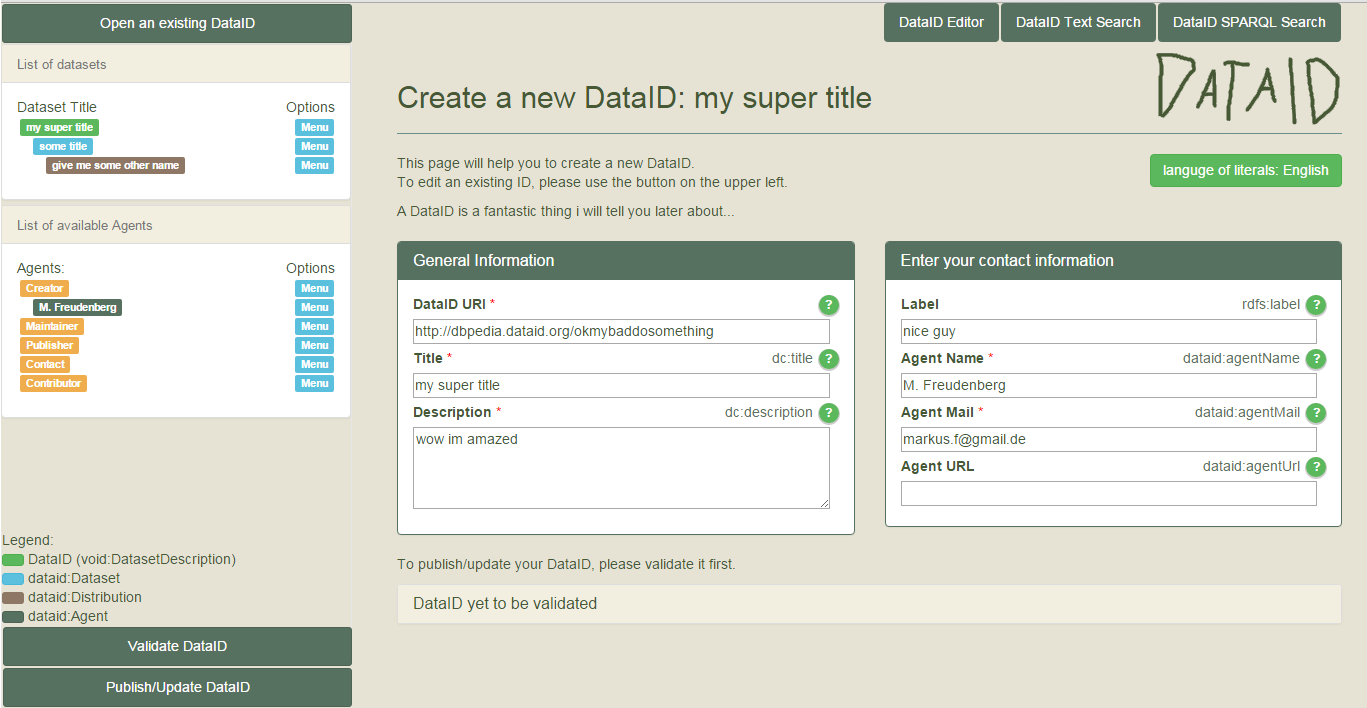 Open an existing DataID
DataID Editor DataID Text Search DataID SPARQL Search
List of datasets
Dataset Title Options
my super title Menu
some title Menu
give me some other name Menu
List of available Agents
Agents: Options
Creator Menu
M. Freudenberg Menu
Maintainer Menu
Publisher Menu
Contact Menu
Contributor Menu
Legend:
DataID (void:DatasetDescription)
dataid:Dataset
dataid:Distribution
dataid:Agent
Validate DataID
Publish/Update DataID
DATAID
Create a new DataID: my super title
This page will help you to create a new DataID.
To edit an existing ID, please use the button on the upper left.
languge of literals: English
A DataID is a fantastic thing i will tell you later about...
General Information
DataID URI * ?
http://dbpedia.dataid.org/okmybaddosomething
Title * dc:title ?
my super title
Description * dc:description ?
wow im amazed
Enter your contact information
Label rdfs:label ?
nice guy
Agent Name * dataid:agentName ?
M. Freudenberg
Agent Mail * dataid:agentMail ?
markus.f@gmail.de
Agent URL dataid:agentUrl ?
To publish/update your DataID, please validate it first.
DataID yet to be validated